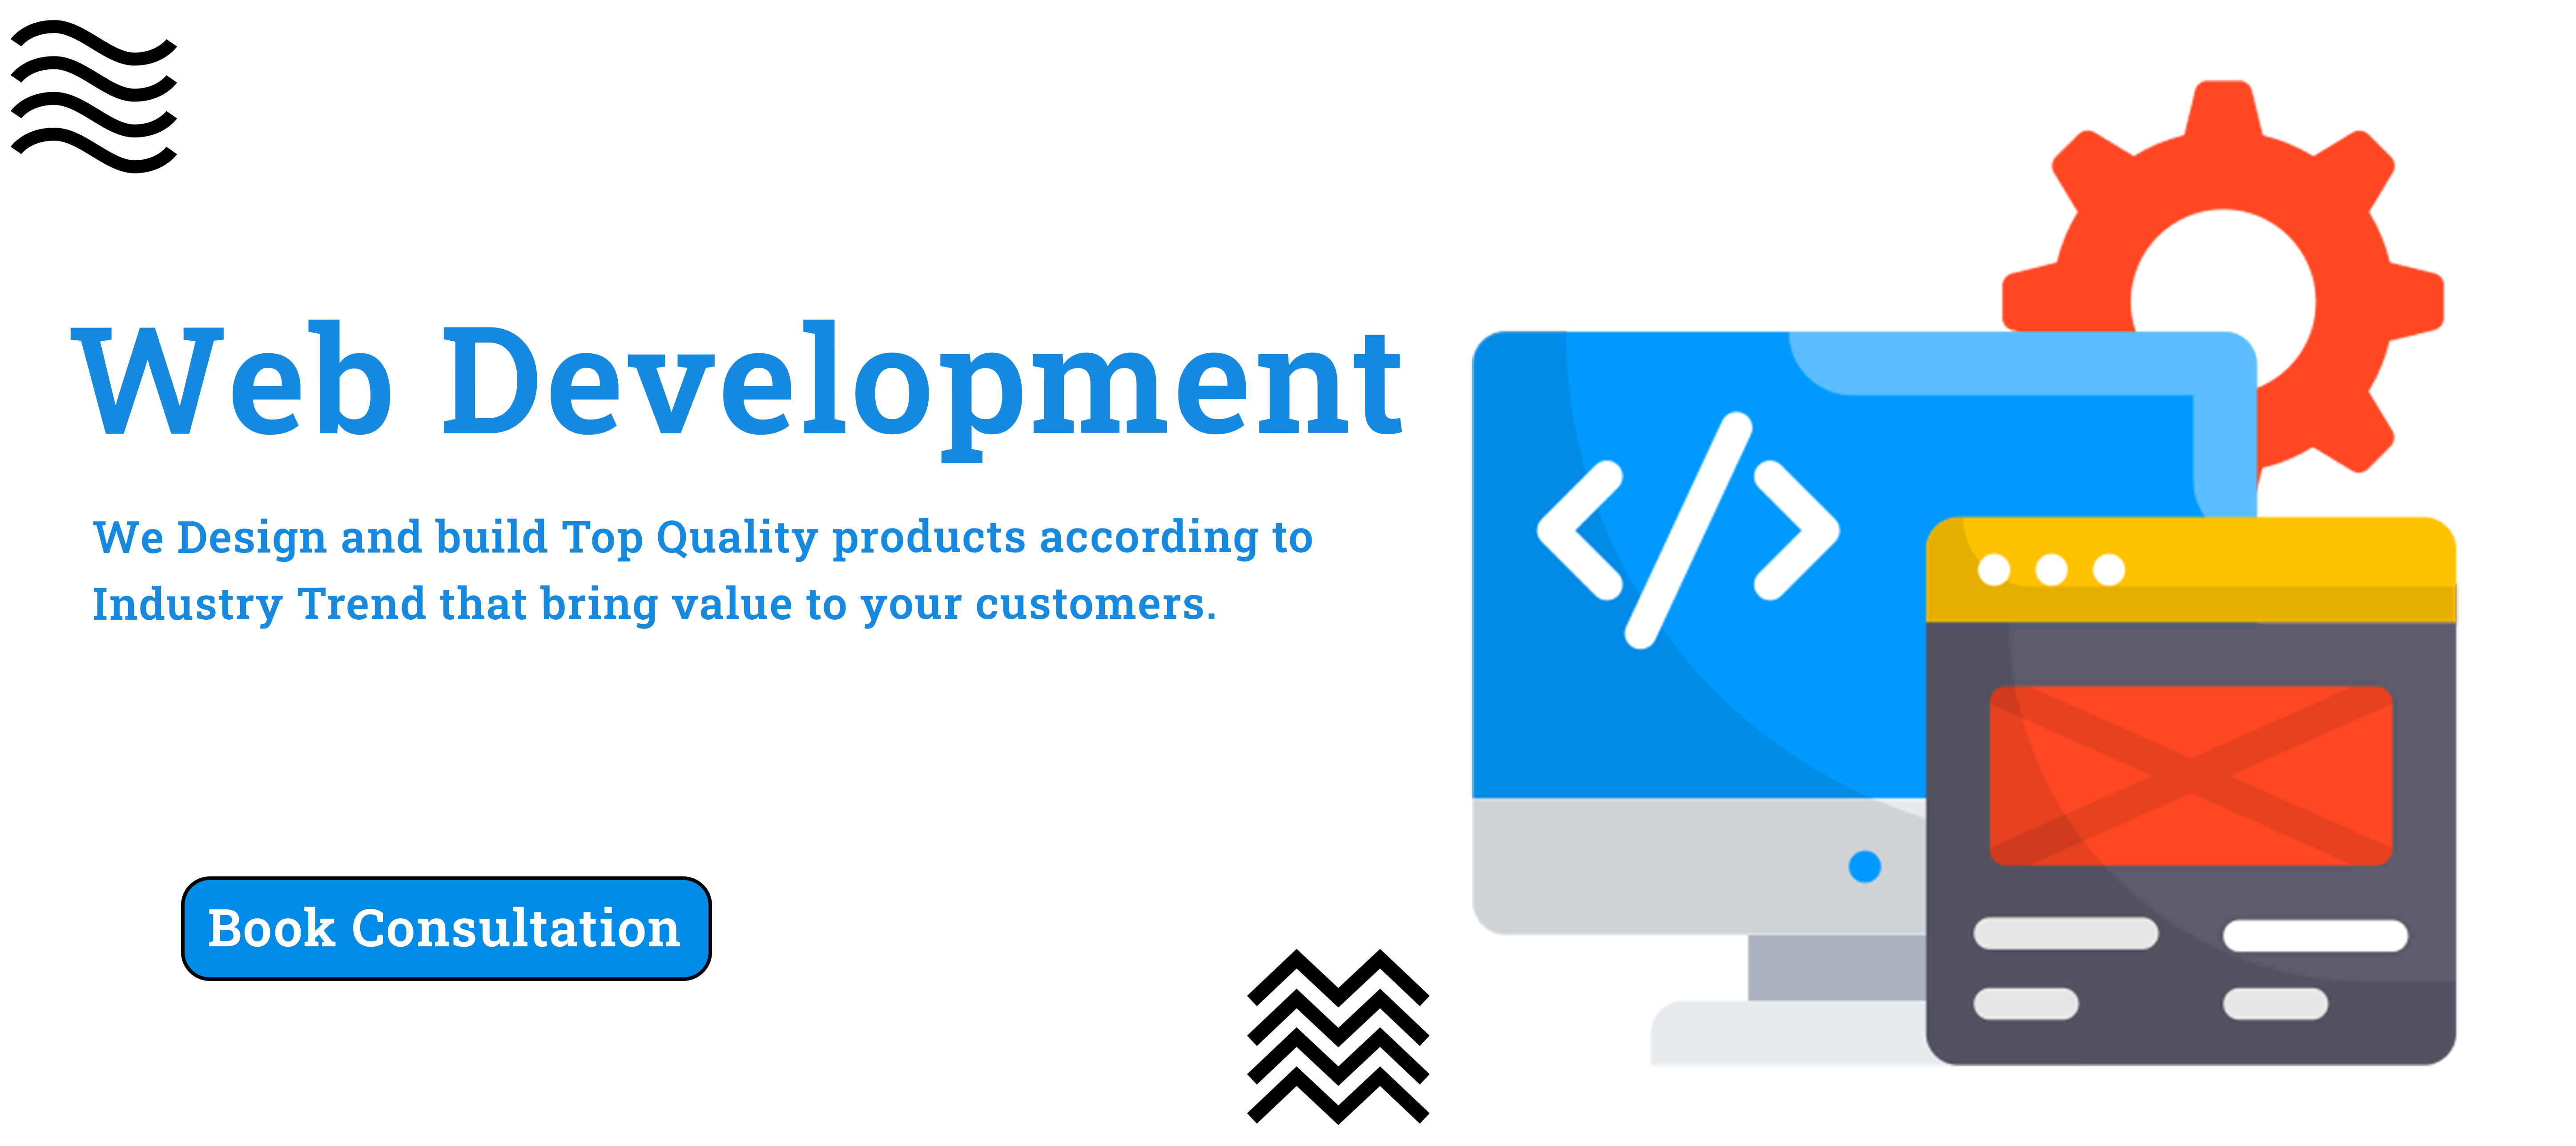 Web Development
We Design and build Top Quality products according to
Industry Trend that bring value to your customers.
Book Consultation